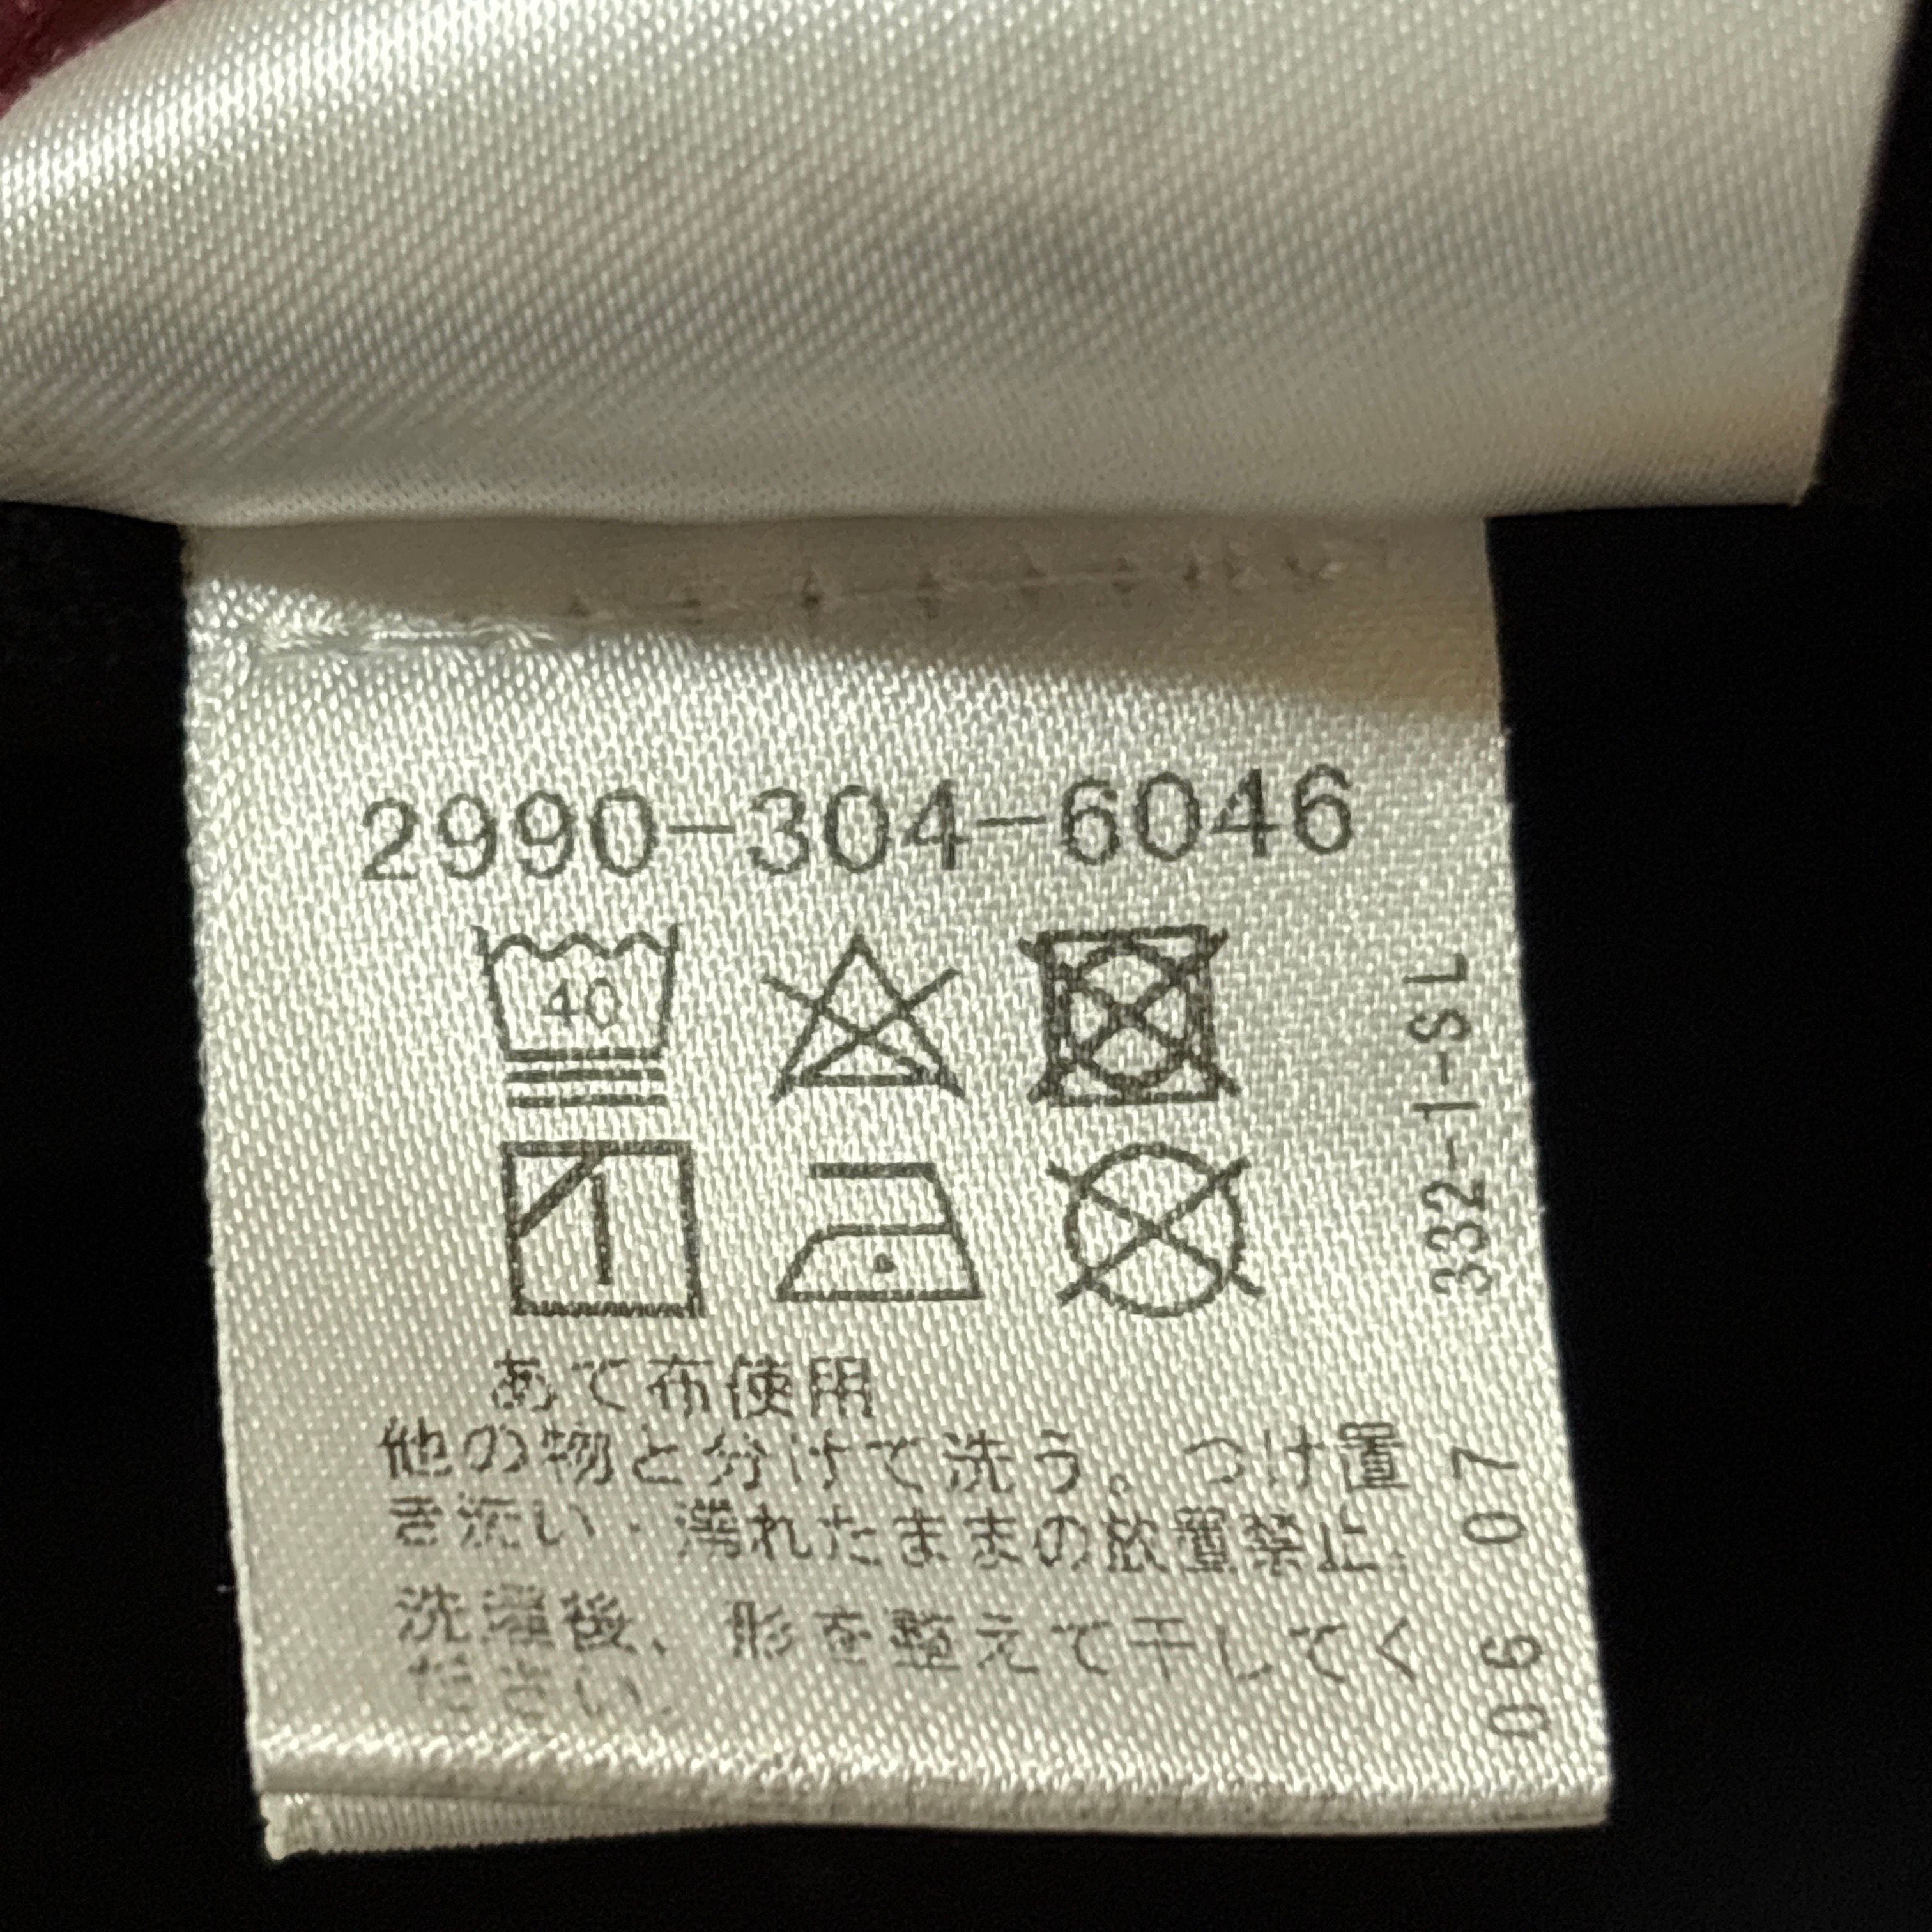 2990-304-6046
40
あて布使用
他の物と分けて洗う。つけ置
き洗い・濡れたままの放置禁止。
洗濯後、形を整えて干してく
ださい。
332-1-SL
06 07